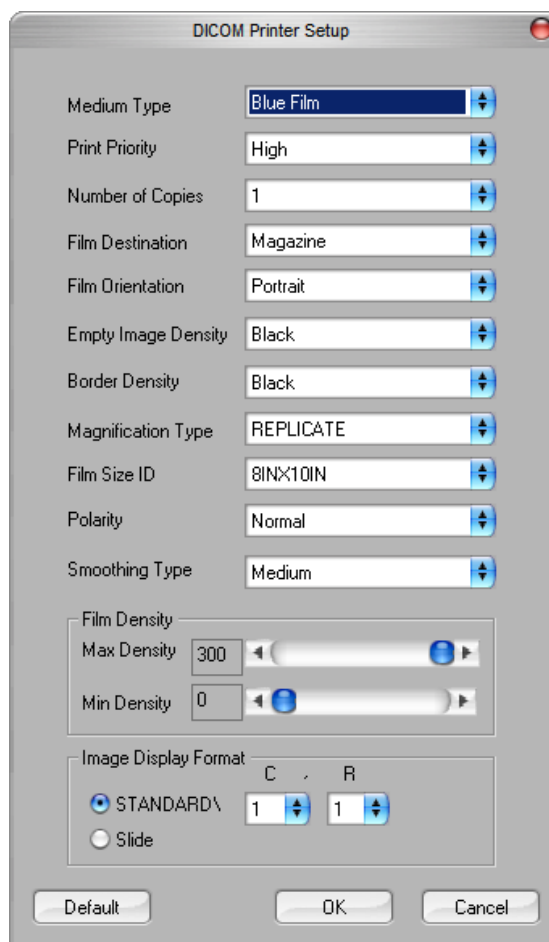 DICOM Printer Setup
Medium Type Blue Film
Print Priority High
Number of Copies 1
Film Destination Magazine
Film Orientation Portrait
Empty Image Density Black
Border Density Black
Magnification Type REPLICATE
Film Size ID 8INX10IN
Polarity Normal
Smoothing Type Medium
Film Density
Max Density 300
Min Density 0
Image Display Format
C , R
STANDARD\ 1 1
Slide
Default OK Cancel